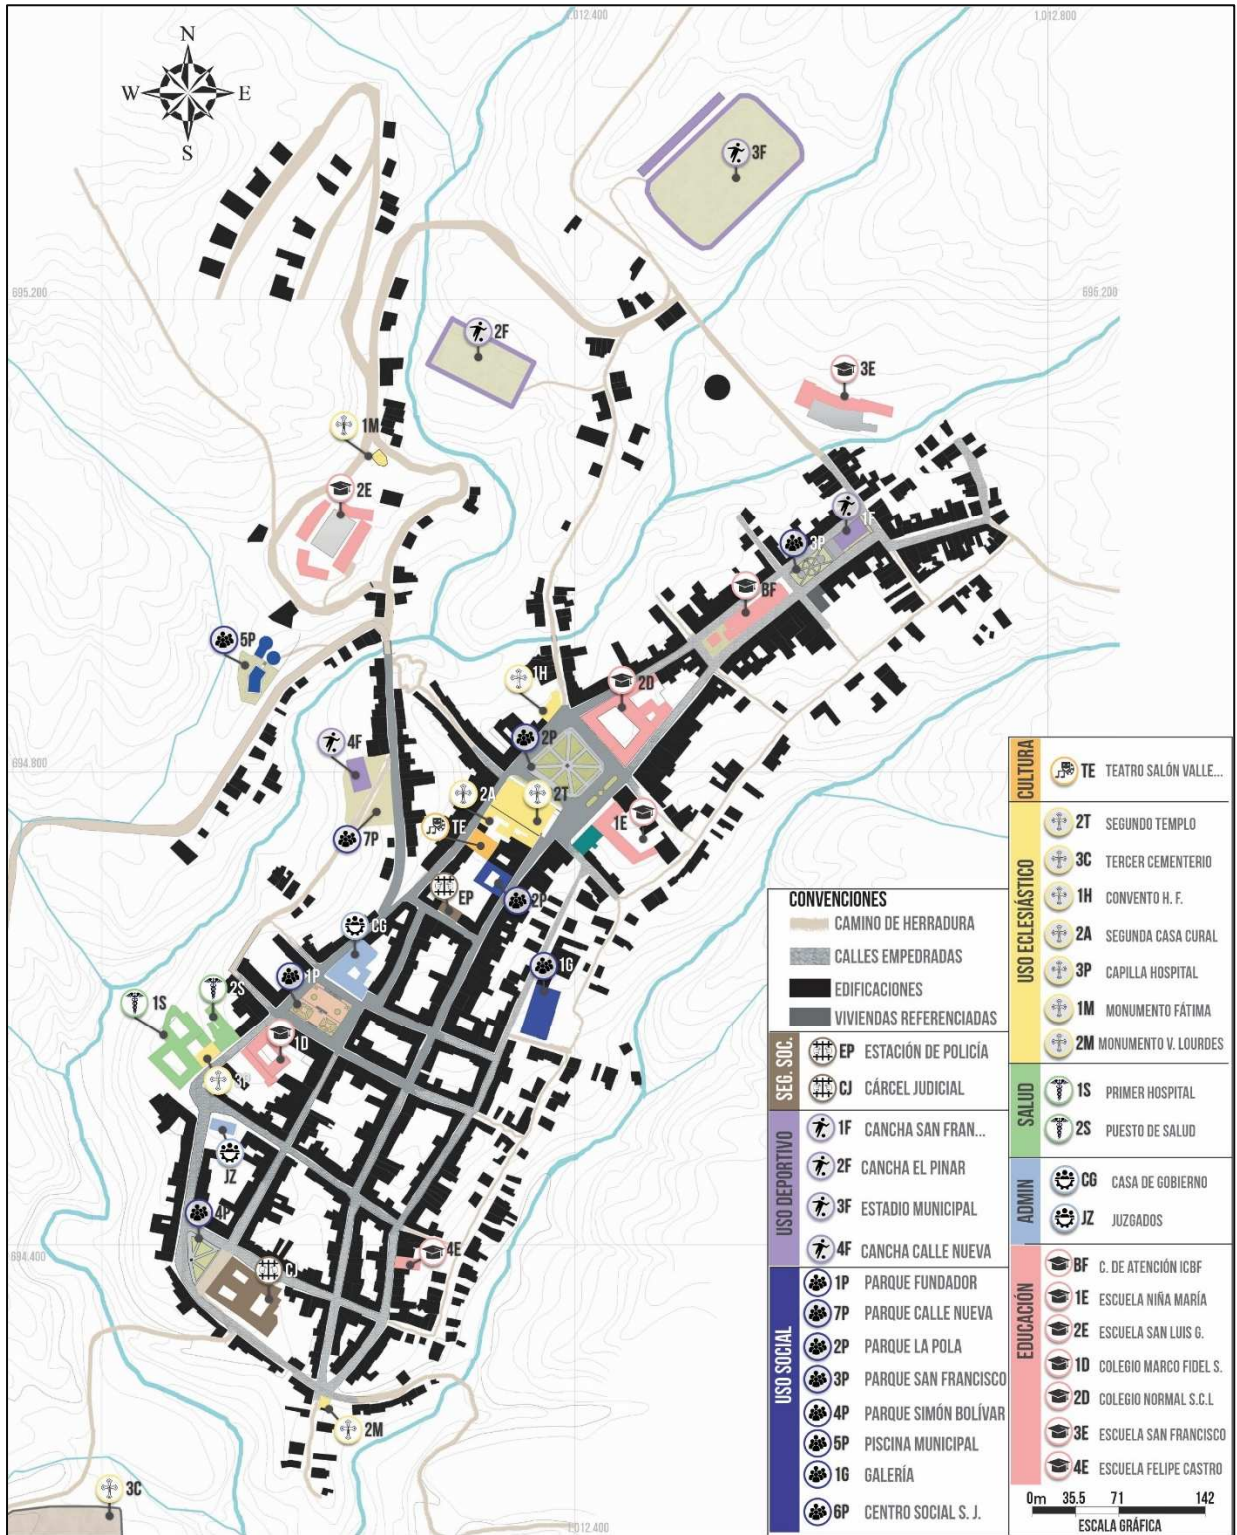 1,012.400
1,012.800
N
W
E
S
3F
695.200
695.200
2F
3E
1M
2E
1F
3P
BF
5P
1H
2D
4F
2P
2A
2T
TE
1E
7P
EP
2P
CG
1G
1P
2S
1S
1D
3P
JZ
4P
694.400
4E
CJ
2M
3C
694.800
1,012.400
CONVENCIONES
CAMINO DE HERRADURA
CALLES EMPEDRADAS
EDIFICACIONES
VIVIENDAS REFERENCIADAS
SEG. SOC.
EP ESTACIÓN DE POLICÍA
CJ CÁRCEL JUDICIAL
USO DEPORTIVO
1F CANCHA SAN FRAN...
2F CANCHA EL PINAR
3F ESTADIO MUNICIPAL
4F CANCHA CALLE NUEVA
USO SOCIAL
1P PARQUE FUNDADOR
7P PARQUE CALLE NUEVA
2P PARQUE LA POLA
3P PARQUE SAN FRANCISCO
4P PARQUE SIMÓN BOLÍVAR
5P PISCINA MUNICIPAL
1G GALERÍA
6P CENTRO SOCIAL S. J.
CULTURA
TE TEATRO SALÓN VALLE...
USO ECLESIÁSTICO
2T SEGUNDO TEMPLO
3C TERCER CEMENTERIO
1H CONVENTO H. F.
2A SEGUNDA CASA CURAL
3P CAPILLA HOSPITAL
1M MONUMENTO FÁTIMA
2M MONUMENTO V. LOURDES
SALUD
1S PRIMER HOSPITAL
2S PUESTO DE SALUD
ADMIN
CG CASA DE GOBIERNO
JZ JUZGADOS
EDUCACIÓN
BF C. DE ATENCIÓN ICBF
1E ESCUELA NIÑA MARÍA
2E ESCUELA SAN LUIS G.
1D COLEGIO MARCO FIDEL S.
2D COLEGIO NORMAL S.C.L
3E ESCUELA SAN FRANCISCO
4E ESCUELA FELIPE CASTRO
0m 35.5 71 142
ESCALA GRÁFICA